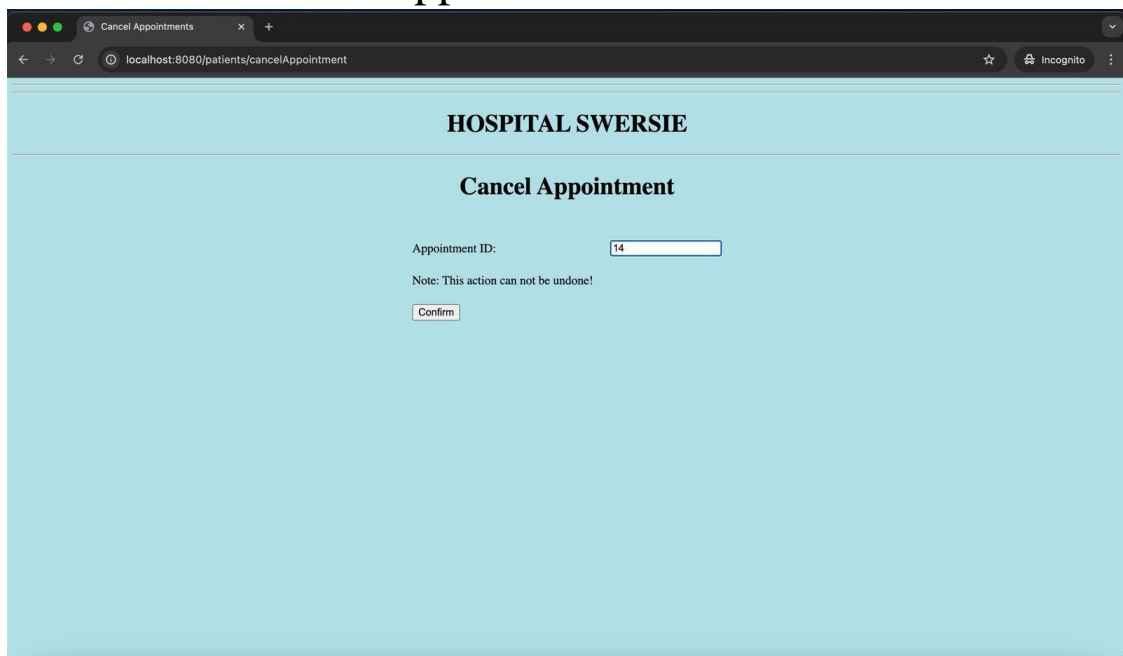 Cancel Appointments
localhost:8080/patients/cancelAppointment
Incognito
HOSPITAL SWERSIE
Cancel Appointment
Appointment ID: 14
Note: This action can not be undone!
Confirm